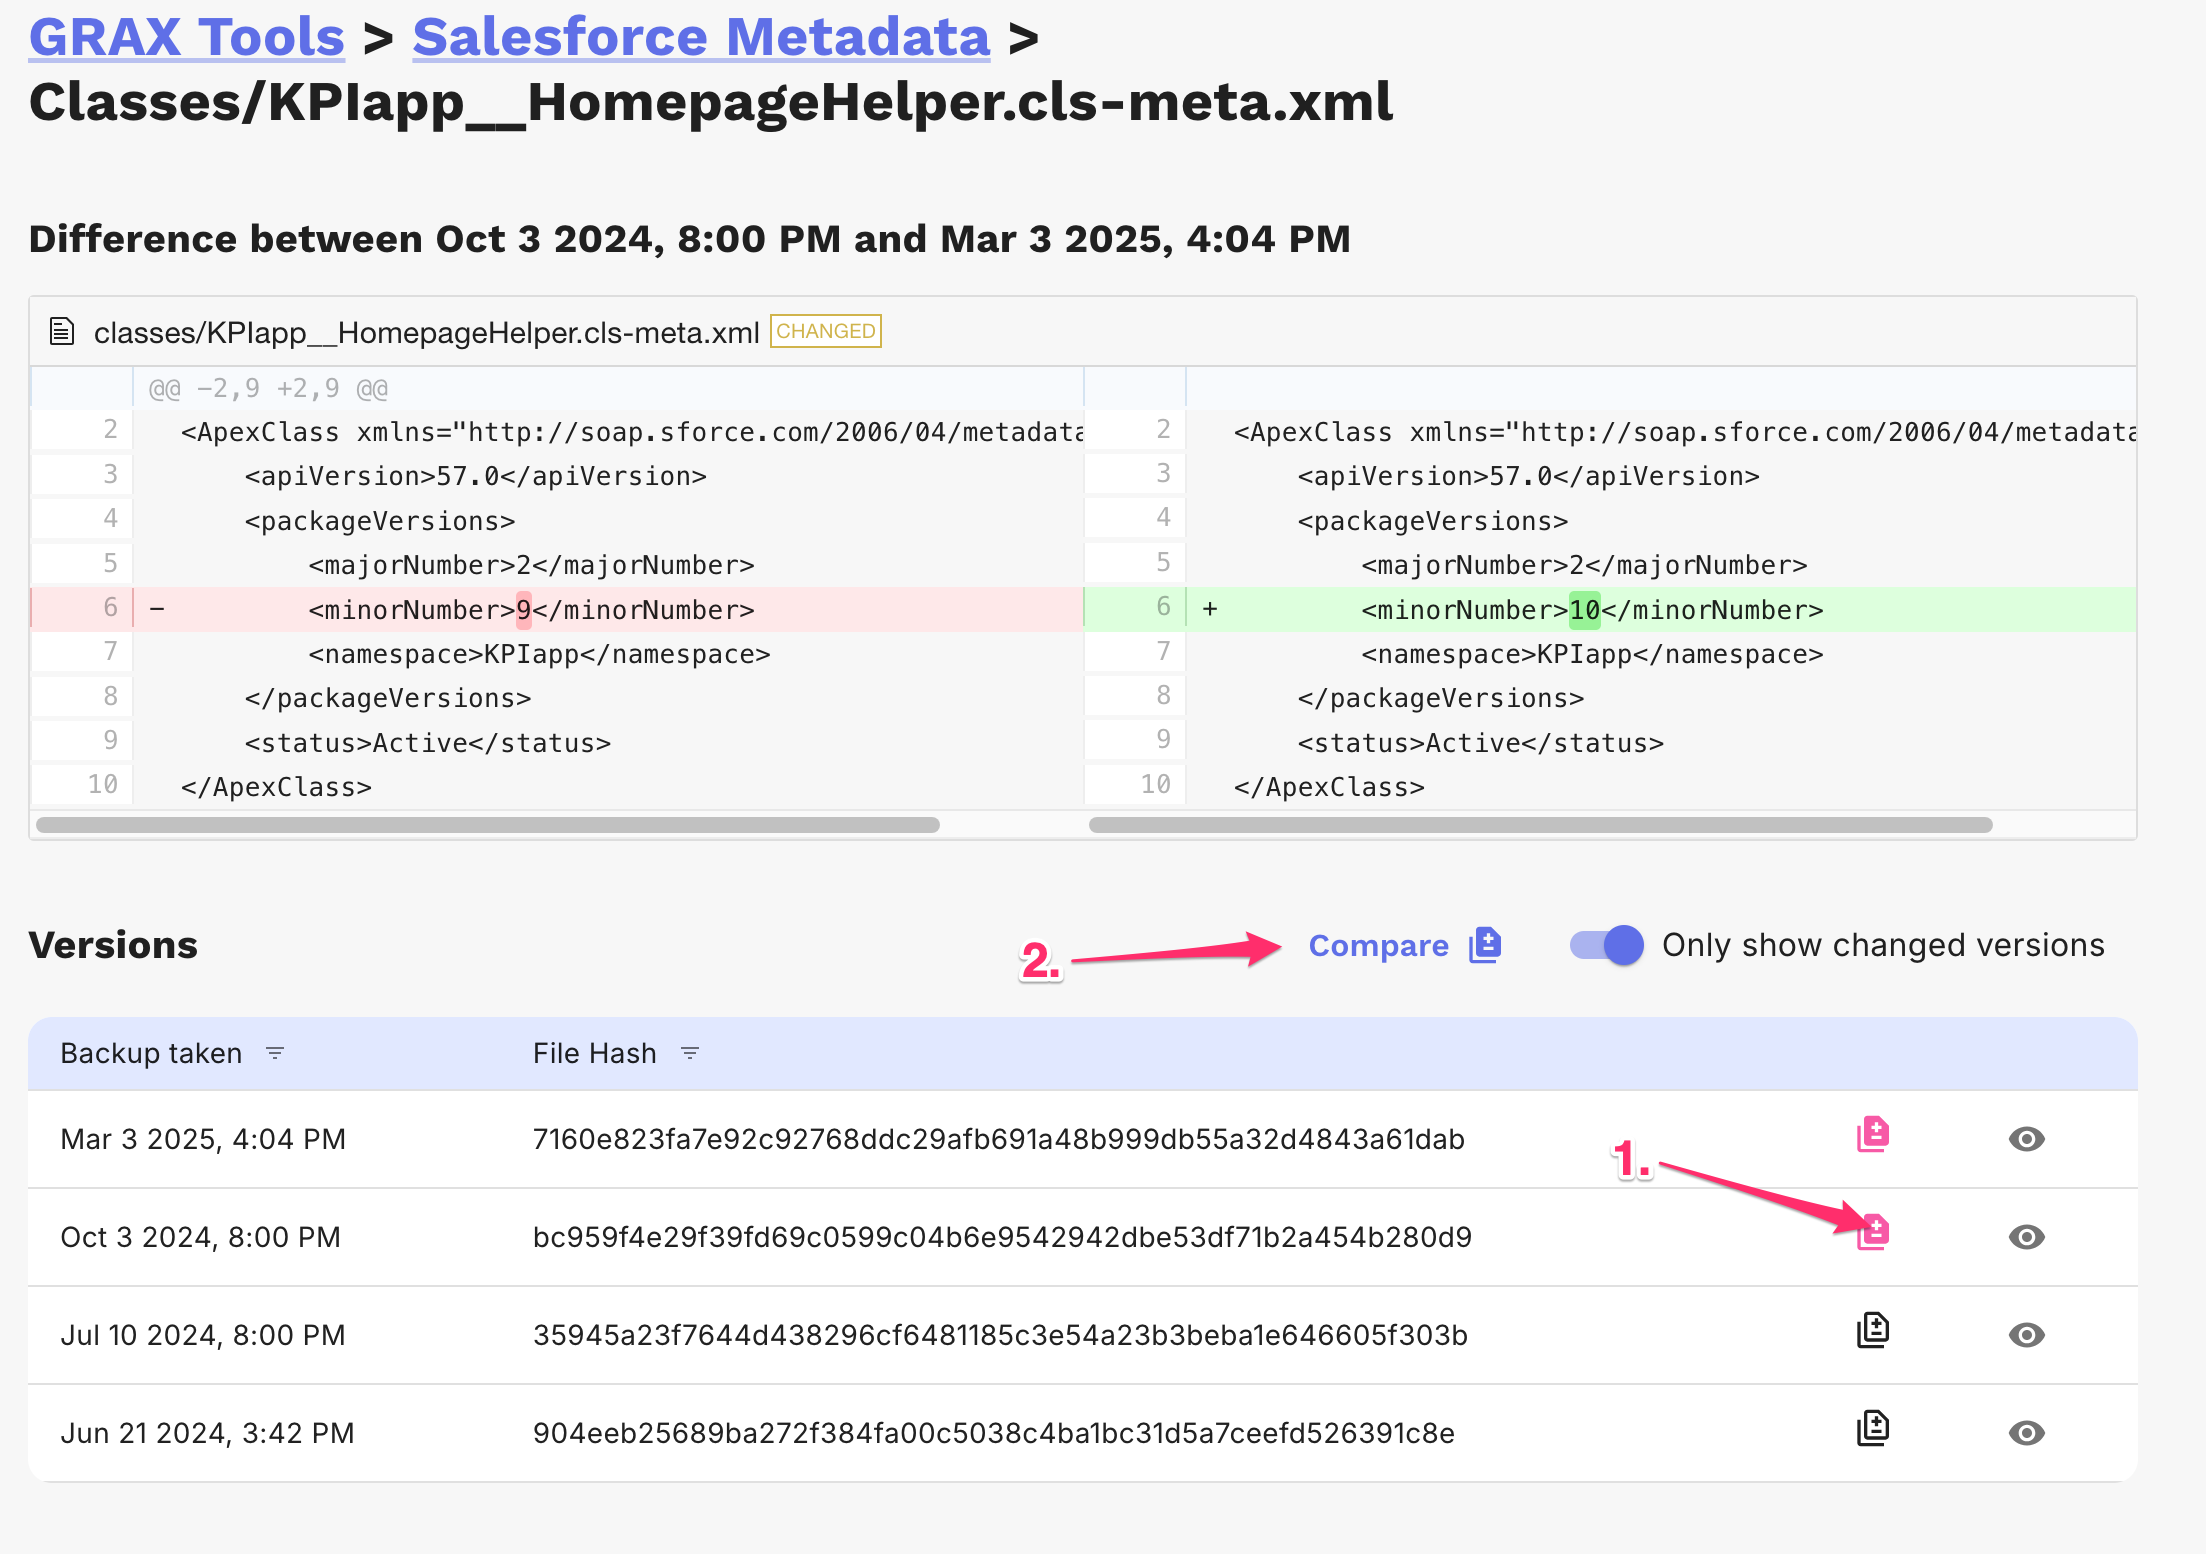 GRAX Tools > Salesforce Metadata >
Classes/KPIapp__HomepageHelper.cls-meta.xml
Difference between Oct 3 2024, 8:00 PM and Mar 3 2025, 4:04 PM
classes/KPIapp__HomepageHelper.cls-meta.xml CHANGED
@@ -2,9 +2,9 @@
2 <ApexClass xmlns="http://soap.sforce.com/2006/04/metadata
3 <apiVersion>57.0</apiVersion>
4 <packageVersions>
5 <majorNumber>2</majorNumber>
6 - <minorNumber>9</minorNumber>
7 <namespace>KPIapp</namespace>
8 </packageVersions>
9 <status>Active</status>
10 </ApexClass>
2 <ApexClass xmlns="http://soap.sforce.com/2006/04/metadata
3 <apiVersion>57.0</apiVersion>
4 <packageVersions>
5 <majorNumber>2</majorNumber>
6 + <minorNumber>10</minorNumber>
7 <namespace>KPIapp</namespace>
8 </packageVersions>
9 <status>Active</status>
10 </ApexClass>
Versions 2. Compare Only show changed versions
Backup taken File Hash
Mar 3 2025, 4:04 PM 7160e823fa7e92c92768ddc29afb691a48b999db55a32d4843a61dab
1.
Oct 3 2024, 8:00 PM bc959f4e29f39fd69c0599c04b6e9542942dbe53df71b2a454b280d9
Jul 10 2024, 8:00 PM 35945a23f7644d438296cf6481185c3e54a23b3beba1e646605f303b
Jun 21 2024, 3:42 PM 904eeb25689ba272f384fa00c5038c4ba1bc31d5a7ceefd526391c8e